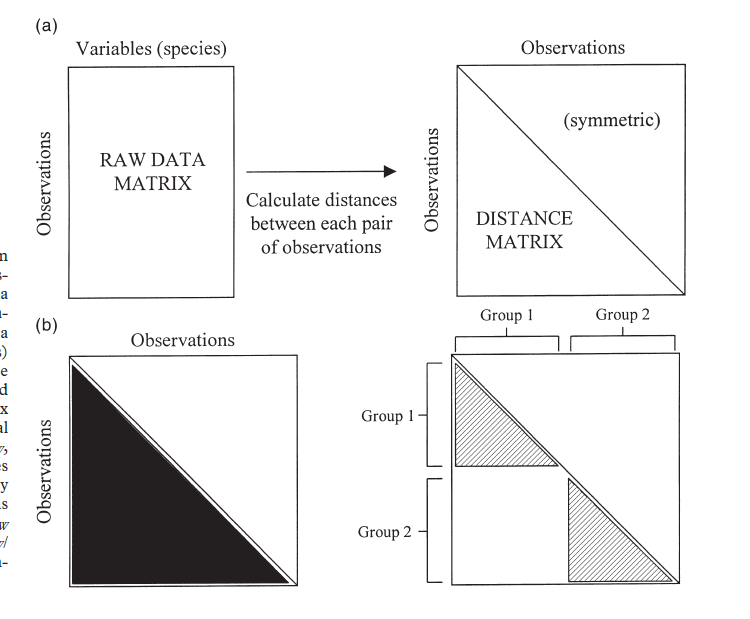 (a)
Variables (species)
Observations
RAW DATA
MATRIX
Calculate distances
between each pair
of observations
Observations
Observations
(symmetric)
DISTANCE
MATRIX
(b)
Observations
Observations
Group 1
Group 2
Group 1
Group 2